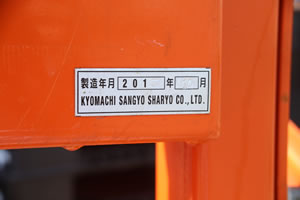 製造年月 201 年 月
KYOMACHI SANGYO SHARYO CO.,LTD.